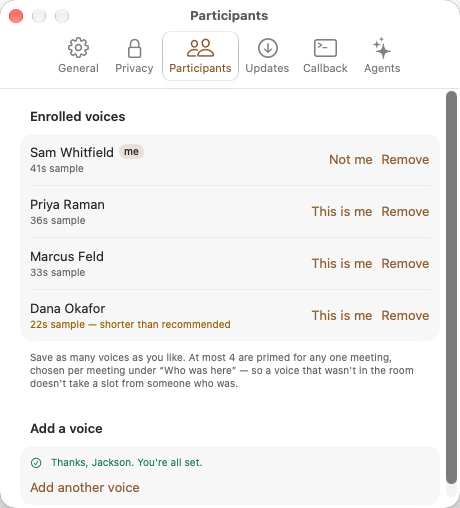 Participants
General
Privacy
Participants
Updates
Callback
Agents
Enrolled voices
Sam Whitfield me
41s sample
Not me Remove
Priya Raman
36s sample
This is me Remove
Marcus Feld
33s sample
This is me Remove
Dana Okafor
22s sample — shorter than recommended
This is me Remove
Save as many voices as you like. At most 4 are primed for any one meeting,
chosen per meeting under “Who was here” — so a voice that wasn't in the room
doesn't take a slot from someone who was.
Add a voice
Thanks, Jackson. You're all set.
Add another voice